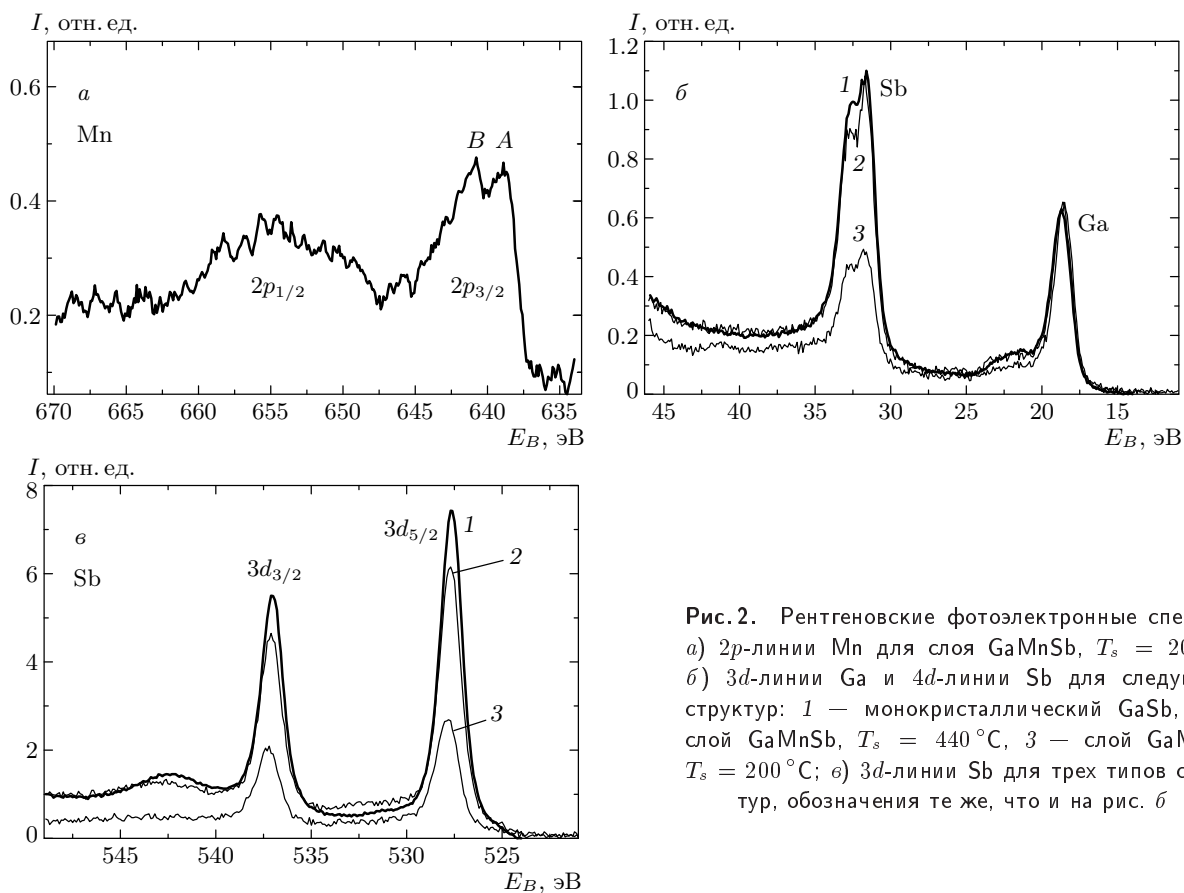 I, отн. ед.
0.6
0.4
0.2
а
Mn
B A
2p1/2
2p3/2
670 665 660 655 650 645 640 635
E_B, эВ
I, отн. ед.
1.2
1.0
0.8
0.6
0.4
0.2
0
б
1
Sb
2
3
Ga
45 40 35 30 25 20 15
E_B, эВ
I, отн. ед.
8
6
4
2
0
в
Sb
3d3/2
3d5/2
1
2
3
545 540 535 530 525
E_B, эВ
Рис. 2. Рентгеновские фотоэлектронные спе
а) 2p-линии Mn для слоя GaMnSb, T_s = 20
б) 3d-линии Ga и 4d-линии Sb для следу
структур: 1 — монокристаллический GaSb,
слой GaMnSb, T_s = 440 °C, 3 — слой GaM
T_s = 200 °C; в) 3d-линии Sb для трех типов с
тур, обозначения те же, что и на рис. б